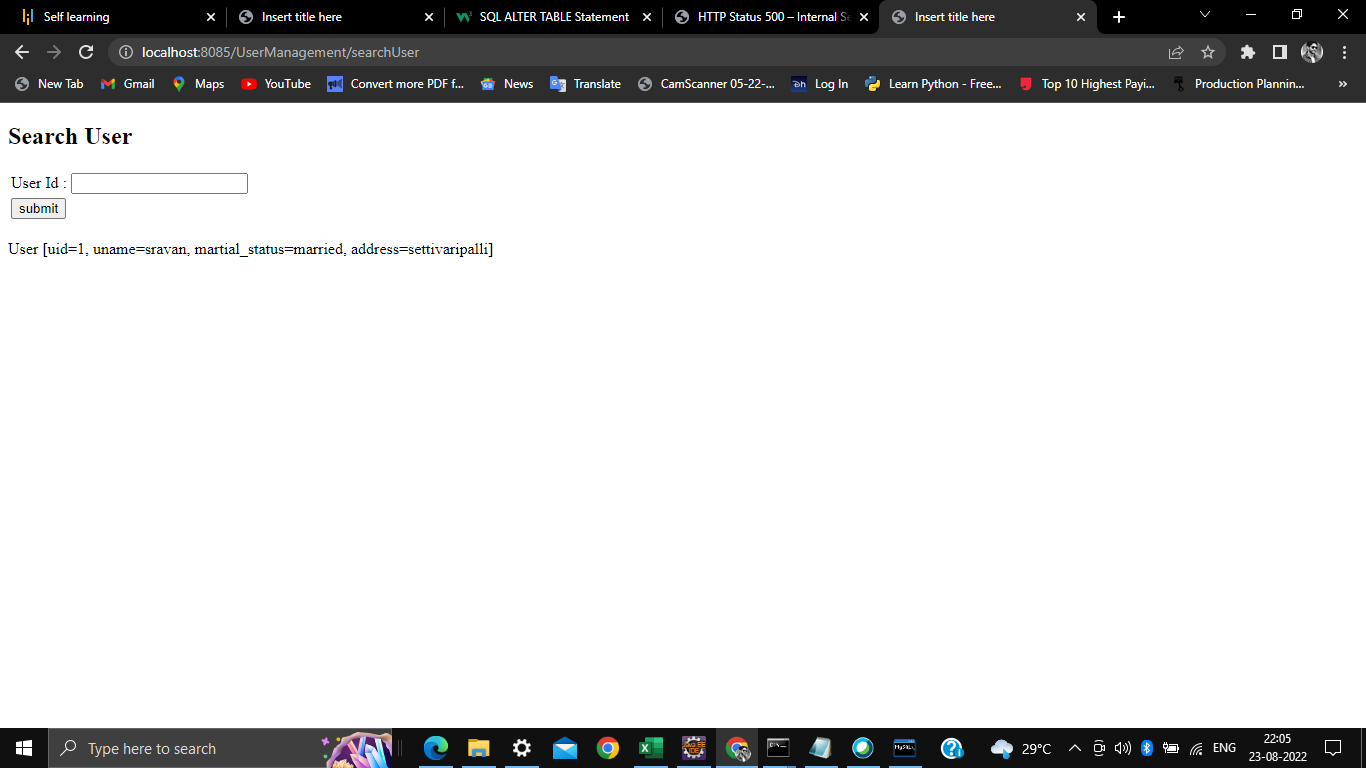 Self learning
Insert title here
SQL ALTER TABLE Statement
HTTP Status 500 – Internal Se
Insert title here
localhost:8085/UserManagement/searchUser
New Tab
Gmail
Maps
YouTube
Convert more PDF f...
News
Translate
CamScanner 05-22-...
Log In
Learn Python - Free...
Top 10 Highest Payi...
Production Plannin...
»
Search User
User Id :
submit
User [uid=1, uname=sravan, martial_status=married, address=settivaripalli]
Type here to search
29°C
ENG
22:05
23-08-2022